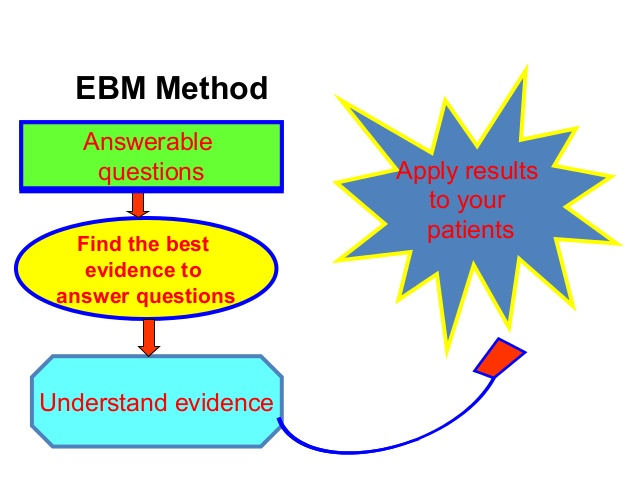 EBM Method
Answerable
questions
Find the best
evidence to
answer questions
Understand evidence
Apply results
to your
patients